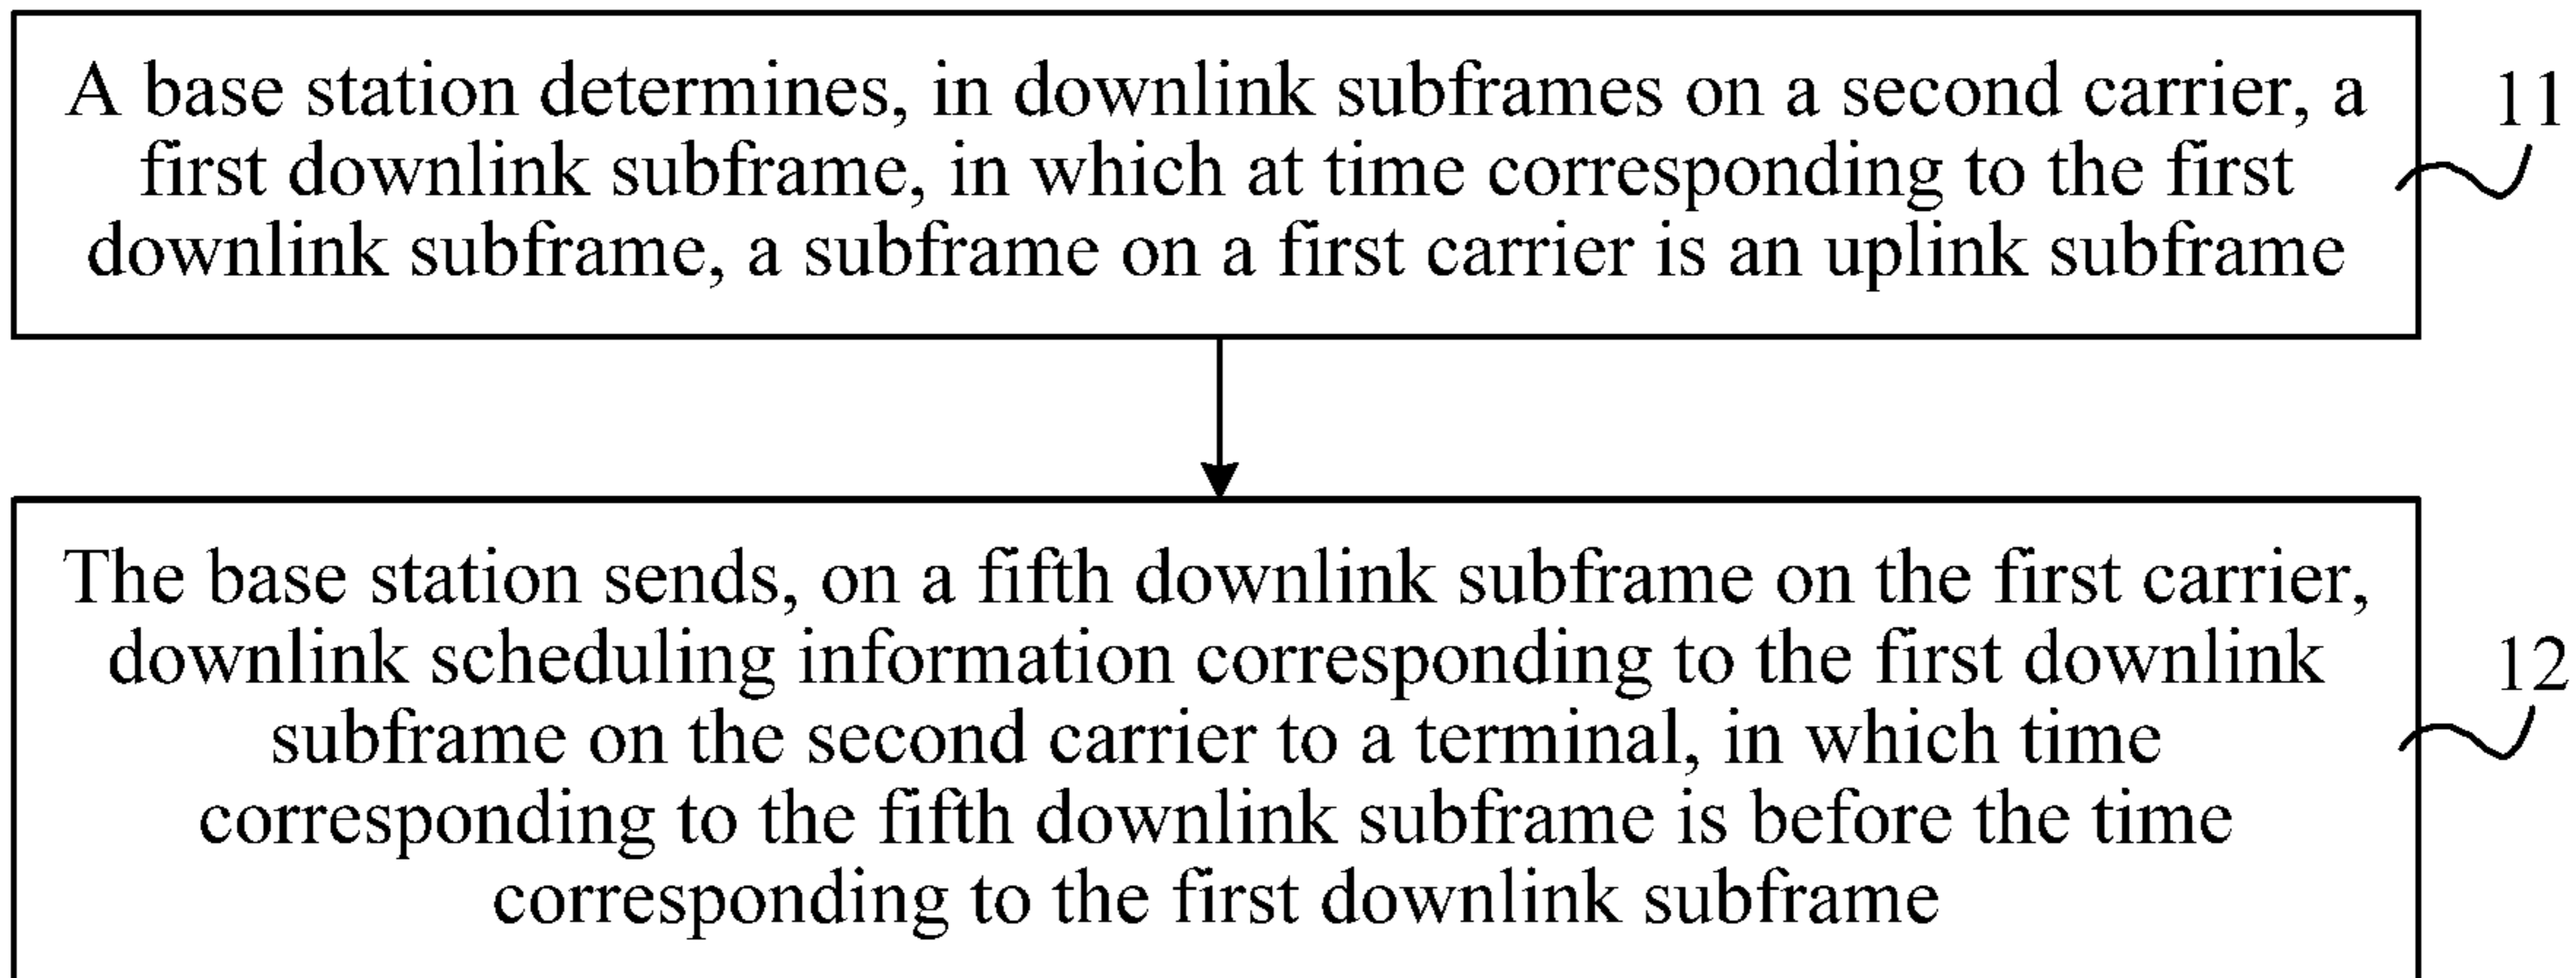 A base station determines, in downlink subframes on a second carrier, a
first downlink subframe, in which at time corresponding to the first
downlink subframe, a subframe on a first carrier is an uplink subframe
11
The base station sends, on a fifth downlink subframe on the first carrier,
downlink scheduling information corresponding to the first downlink
subframe on the second carrier to a terminal, in which time
corresponding to the fifth downlink subframe is before the time
corresponding to the first downlink subframe
12